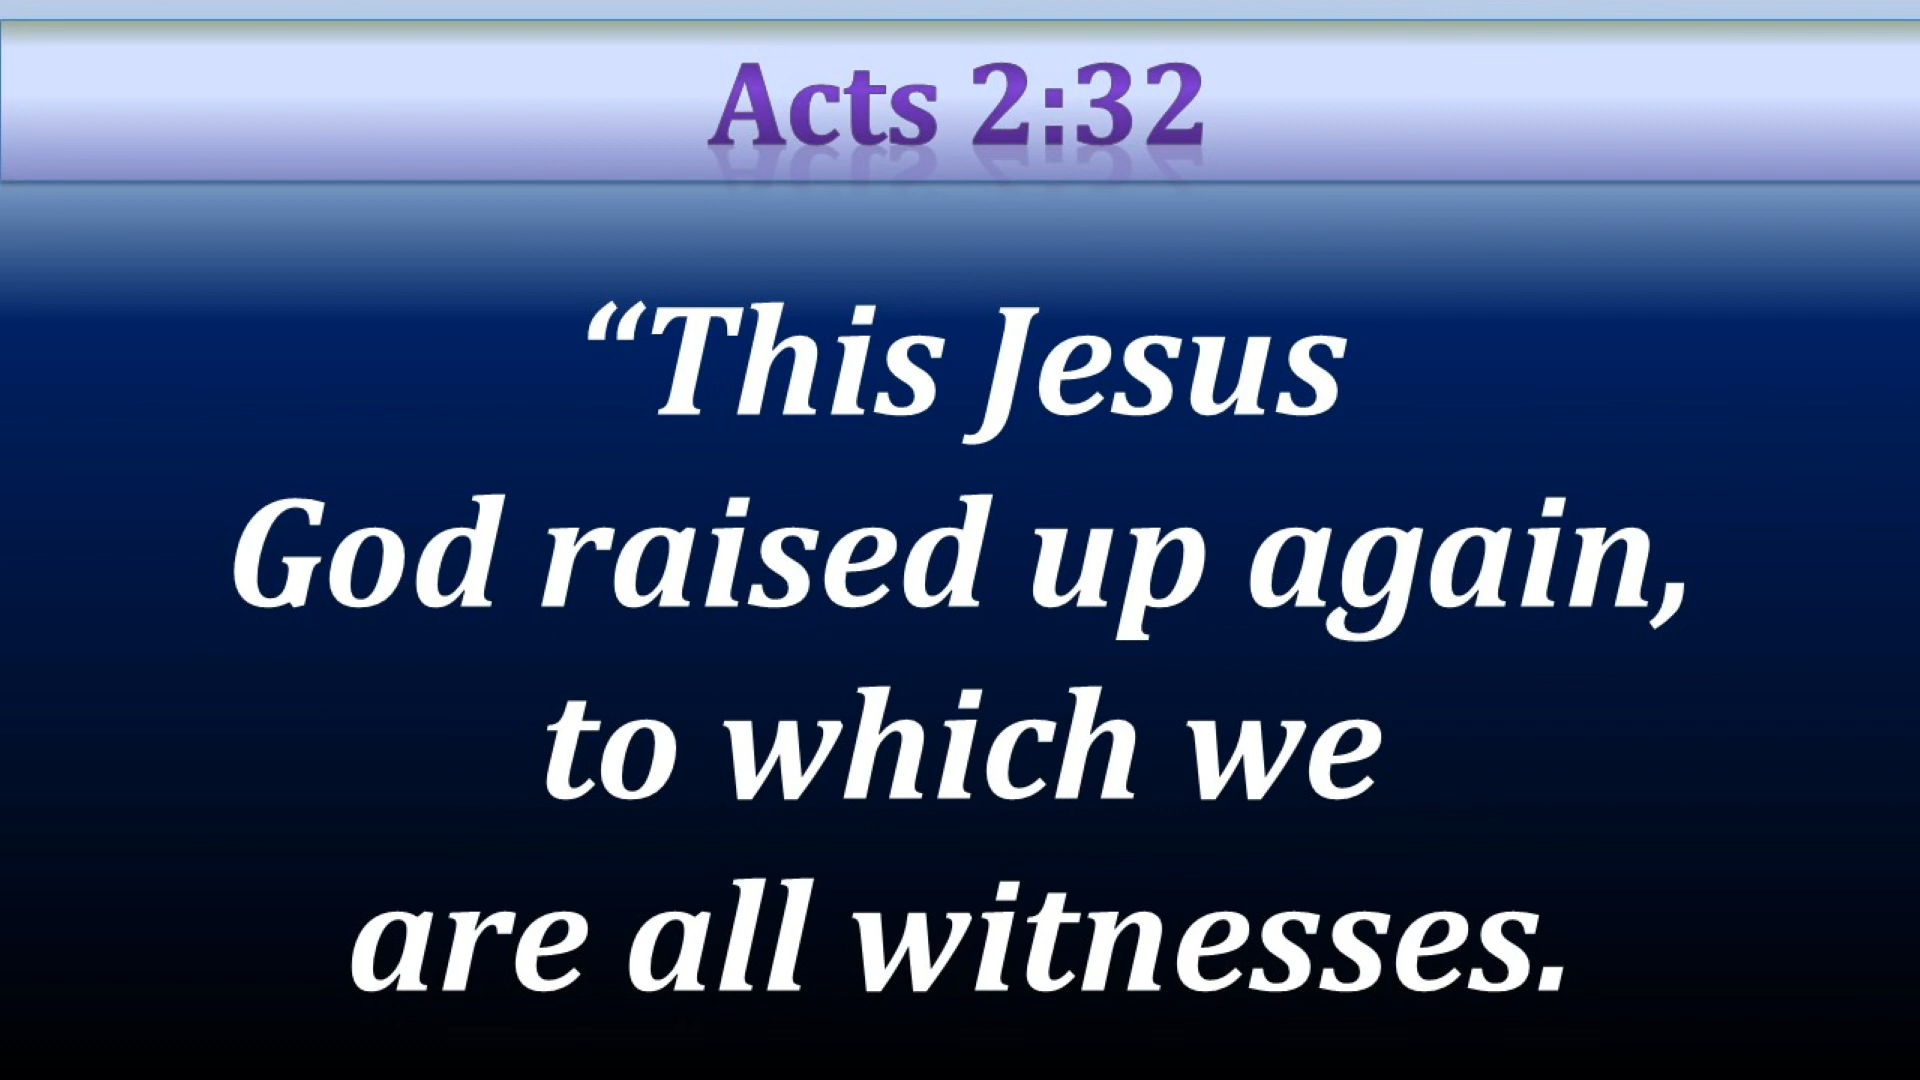 Acts 2:32
“This Jesus
God raised up again,
to which we
are all witnesses.